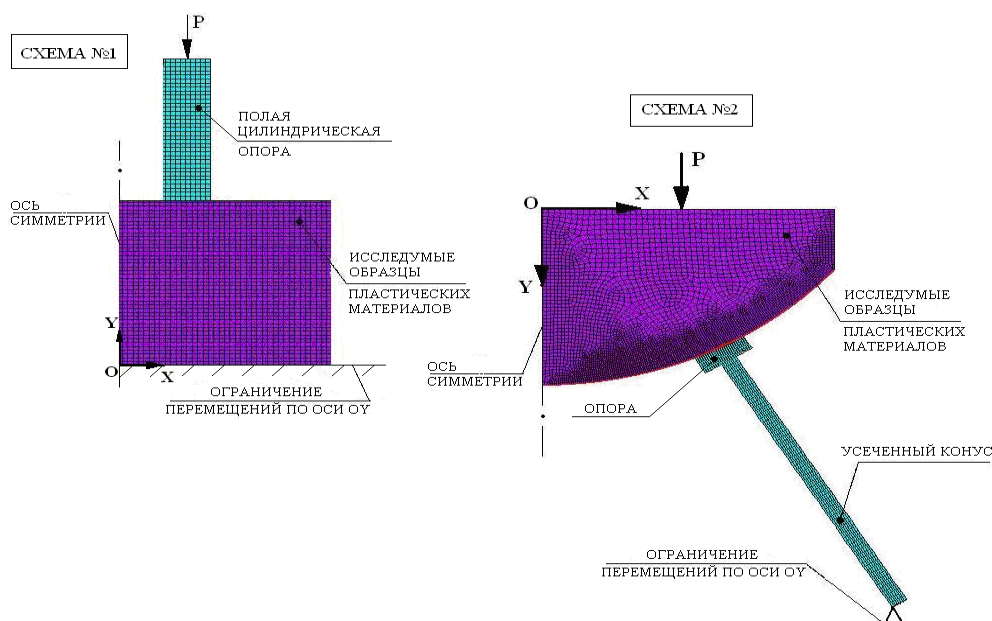 СХЕМА №1
P
ПОЛАЯ
ЦИЛИНДРИЧЕСКАЯ
ОПОРА
ОСЬ
СИММЕТРИИ
ИССЛЕДУМЫЕ
ОБРАЗЦЫ
ПЛАСТИЧЕСКИХ
МАТЕРИАЛОВ
Y
O
X
ОГРАНИЧЕНИЕ
ПЕРЕМЕЩЕНИЙ ПО ОСИ OY
СХЕМА №2
P
O
X
Y
ИССЛЕДУМЫЕ
ОБРАЗЦЫ
ПЛАСТИЧЕСКИХ
МАТЕРИАЛОВ
ОСЬ
СИММЕТРИИ
ОПОРА
УСЕЧЕННЫЙ КОНУС
ОГРАНИЧЕНИЕ
ПЕРЕМЕЩЕНИЙ ПО ОСИ OY